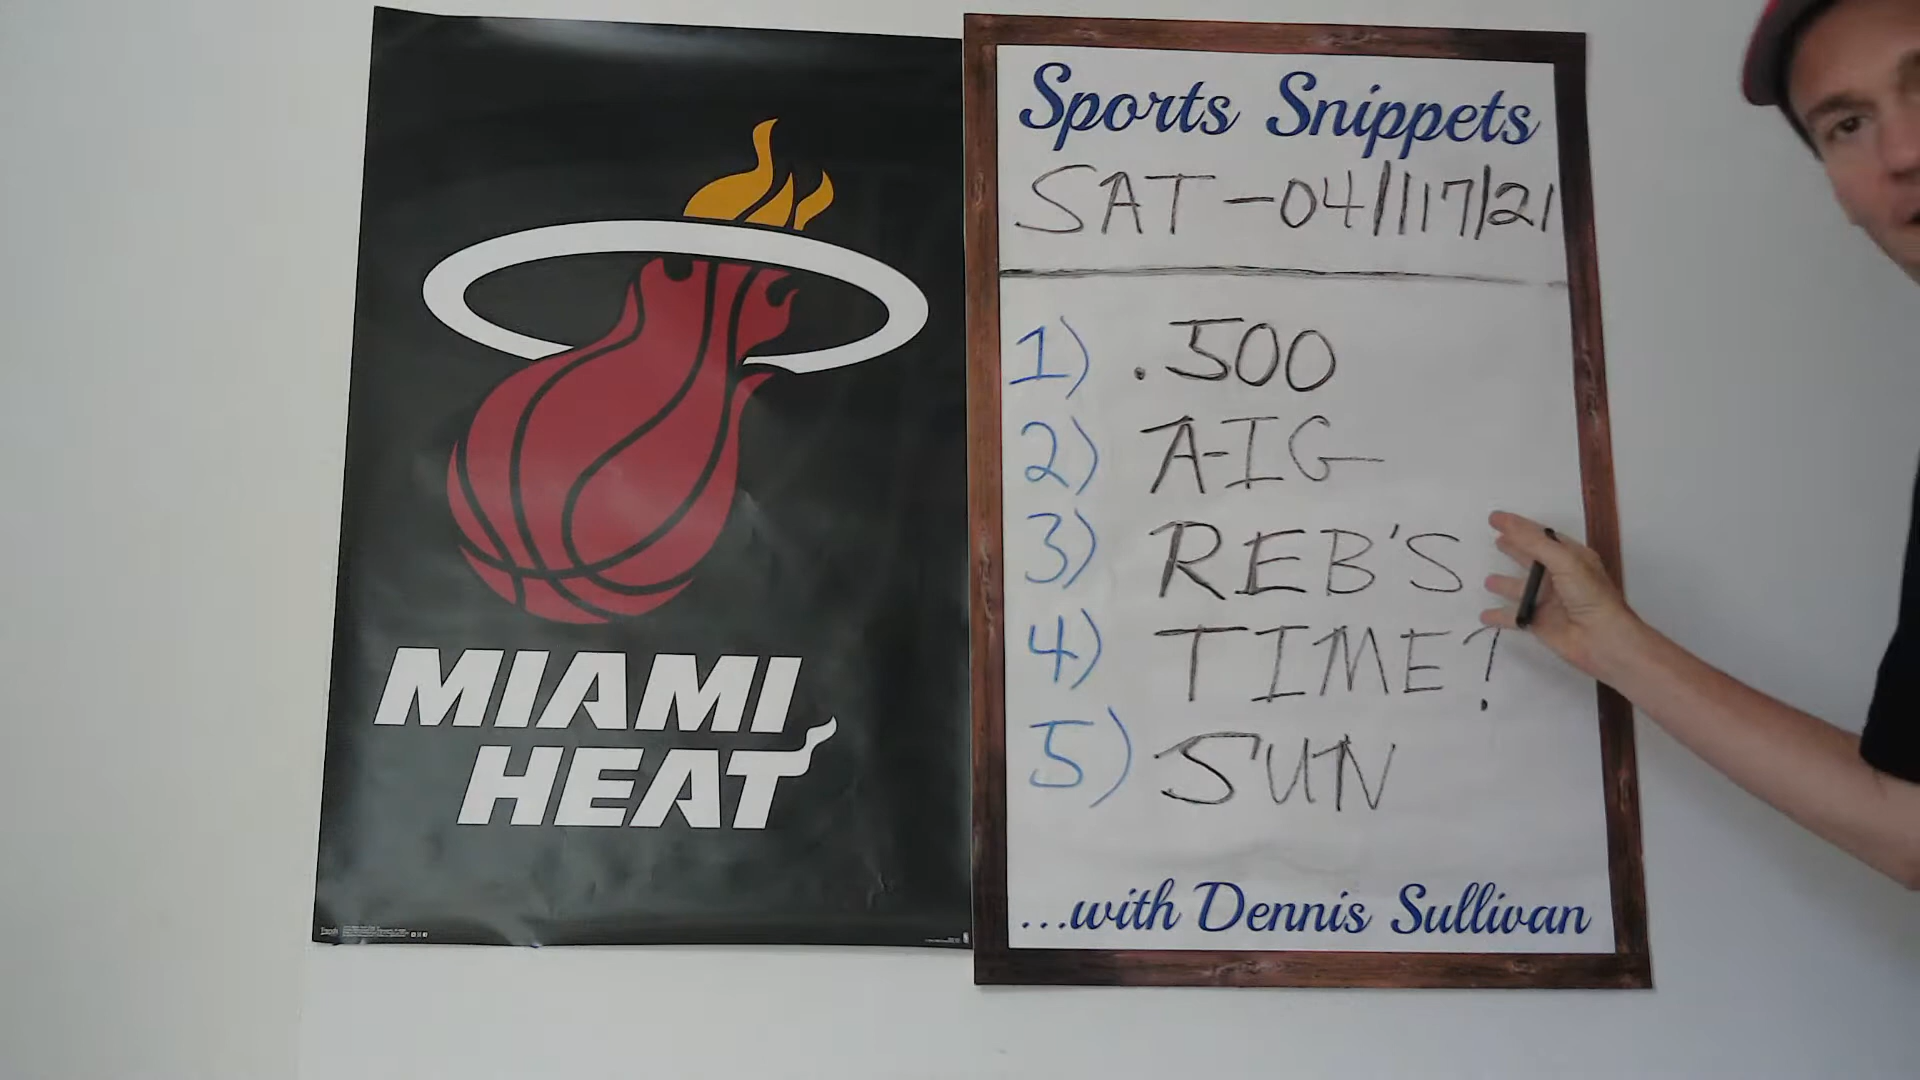 MIAMI
HEAT
Sports Snippets
SAT-04/17/21
1) .500
2) A-IG
3) REB'S
4) TIME?
5) SUN
...with Dennis Sullivan